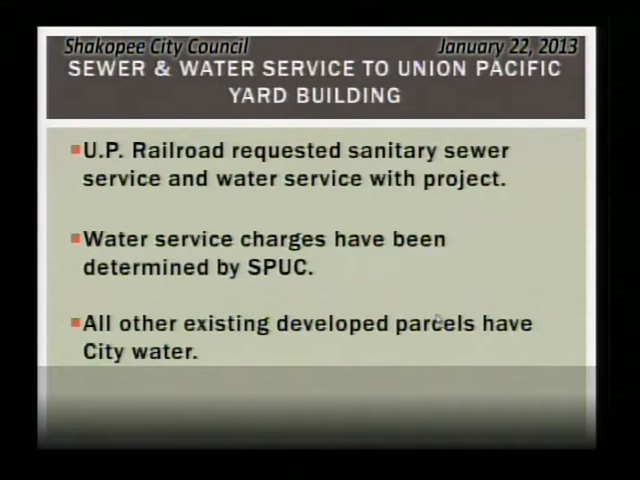 Shakopee City Council
January 22, 2013
SEWER & WATER SERVICE TO UNION PACIFIC
YARD BUILDING
U.P. Railroad requested sanitary sewer
service and water service with project.
Water service charges have been
determined by SPUC.
All other existing developed parcels have
City water.